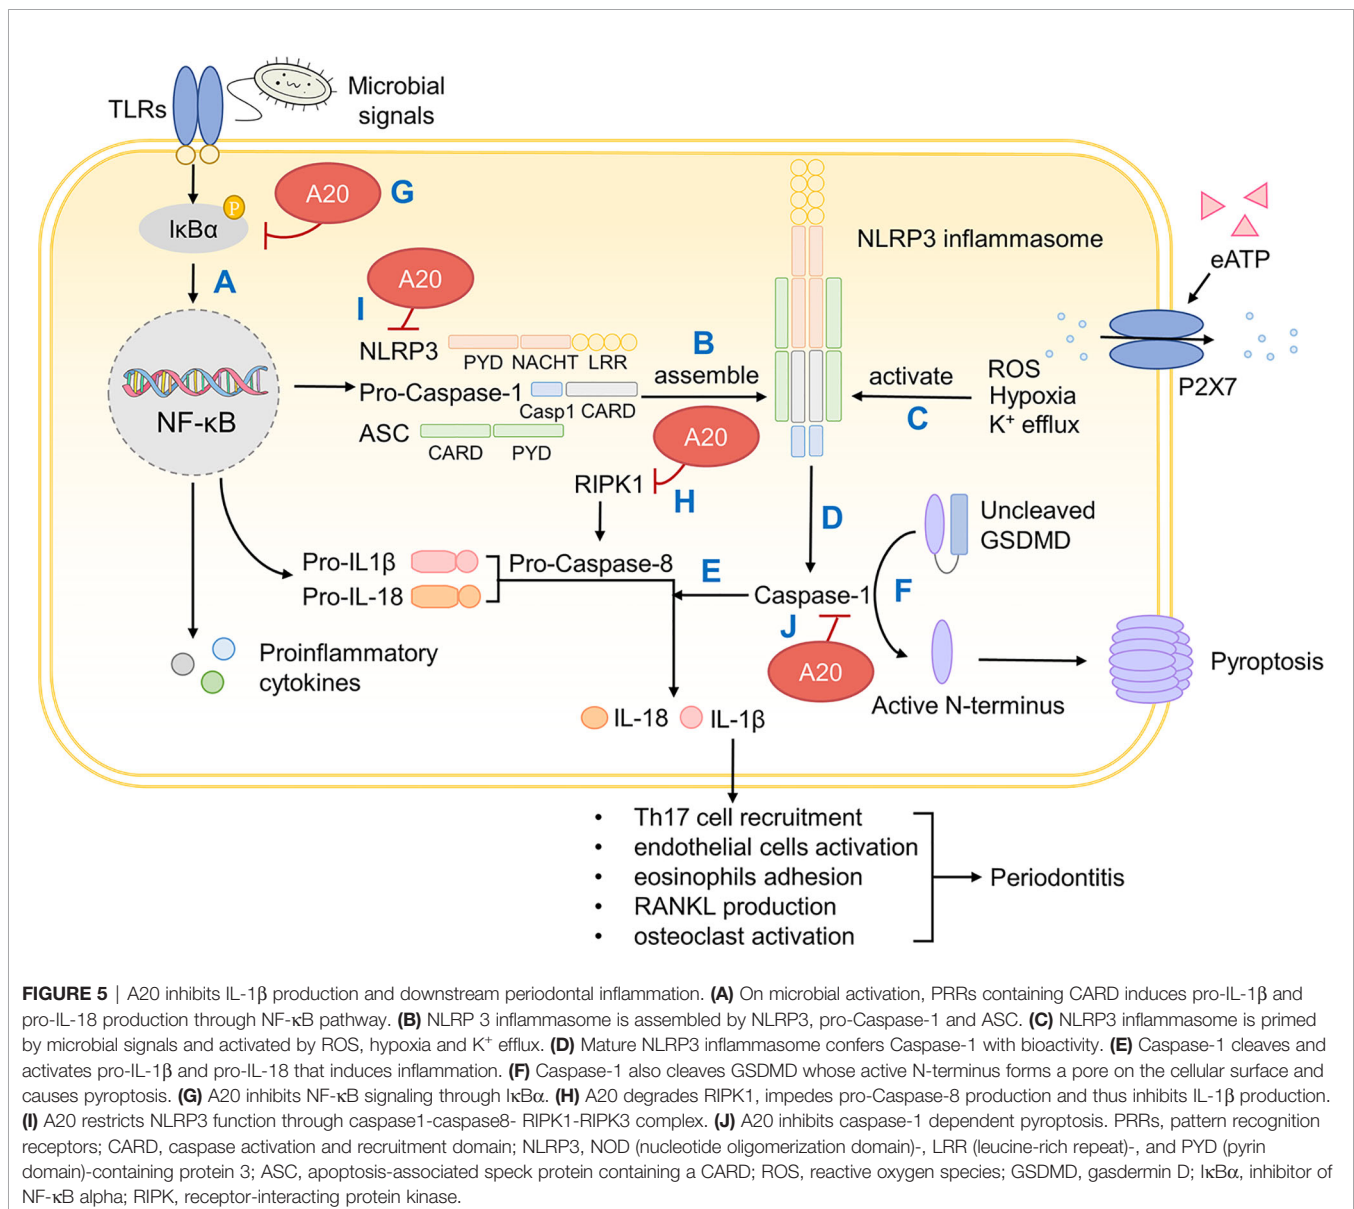 Microbial
signals
TLRs
A20
G
P
IκBα
NLRP3 inflammasome
eATP
A
A20
I
NLRP3
PYD NACHT LRR
B
assemble
activate
C
ROS
Hypoxia
K+ efflux
P2X7
Pro-Caspase-1
Casp1 CARD
NF-κB
ASC
CARD PYD
A20
RIPK1
H
D
Uncleaved
GSDMD
Pro-IL1β
Pro-IL-18
Pro-Caspase-8
E
Caspase-1
F
J
A20
Proinflammatory
cytokines
Active N-terminus
Pyroptosis
IL-18 IL-1β
• Th17 cell recruitment
• endothelial cells activation
• eosinophils adhesion
• RANKL production
• osteoclast activation
Periodontitis
FIGURE 5 | A20 inhibits IL-1β production and downstream periodontal inflammation. (A) On microbial activation, PRRs containing CARD induces pro-IL-1β and
pro-IL-18 production through NF-κB pathway. (B) NLRP 3 inflammasome is assembled by NLRP3, pro-Caspase-1 and ASC. (C) NLRP3 inflammasome is primed
by microbial signals and activated by ROS, hypoxia and K+ efflux. (D) Mature NLRP3 inflammasome confers Caspase-1 with bioactivity. (E) Caspase-1 cleaves and
activates pro-IL-1β and pro-IL-18 that induces inflammation. (F) Caspase-1 also cleaves GSDMD whose active N-terminus forms a pore on the cellular surface and
causes pyroptosis. (G) A20 inhibits NF-κB signaling through IκBα. (H) A20 degrades RIPK1, impedes pro-Caspase-8 production and thus inhibits IL-1β production.
(I) A20 restricts NLRP3 function through caspase1-caspase8- RIPK1-RIPK3 complex. (J) A20 inhibits caspase-1 dependent pyroptosis. PRRs, pattern recognition
receptors; CARD, caspase activation and recruitment domain; NLRP3, NOD (nucleotide oligomerization domain)-, LRR (leucine-rich repeat)-, and PYD (pyrin
domain)-containing protein 3; ASC, apoptosis-associated speck protein containing a CARD; ROS, reactive oxygen species; GSDMD, gasdermin D; IκBα, inhibitor of
NF-κB alpha; RIPK, receptor-interacting protein kinase.